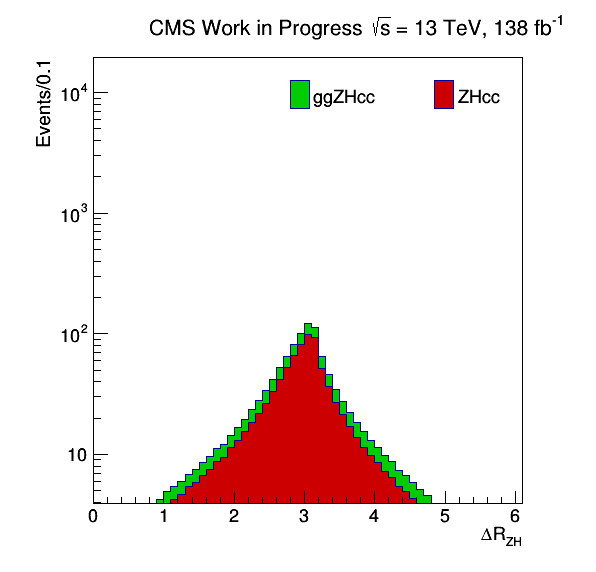 CMS Work in Progress √s = 13 TeV, 138 fb⁻¹
Events/0.1
ggZHcc ZHcc
10⁴
10³
10²
10
0 1 2 3 4 5 6
ΔR_ZH